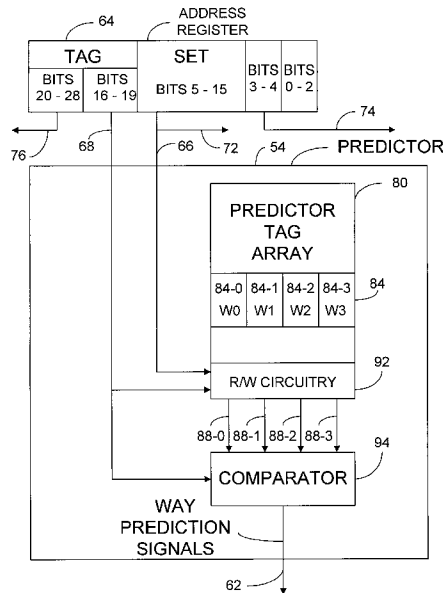 64
ADDRESS
REGISTER
TAG
SET
BITS
20 - 28
BITS
16 - 19
BITS 5 - 15
BITS
3 - 4
BITS
0 - 2
76
68
66
72
74
54
PREDICTOR
80
PREDICTOR
TAG
ARRAY
84-0
W0
84-1
W1
84-2
W2
84-3
W3
84
R/W CIRCUITRY
92
88-0
88-1
88-2
88-3
COMPARATOR
94
WAY
PREDICTION
SIGNALS
62